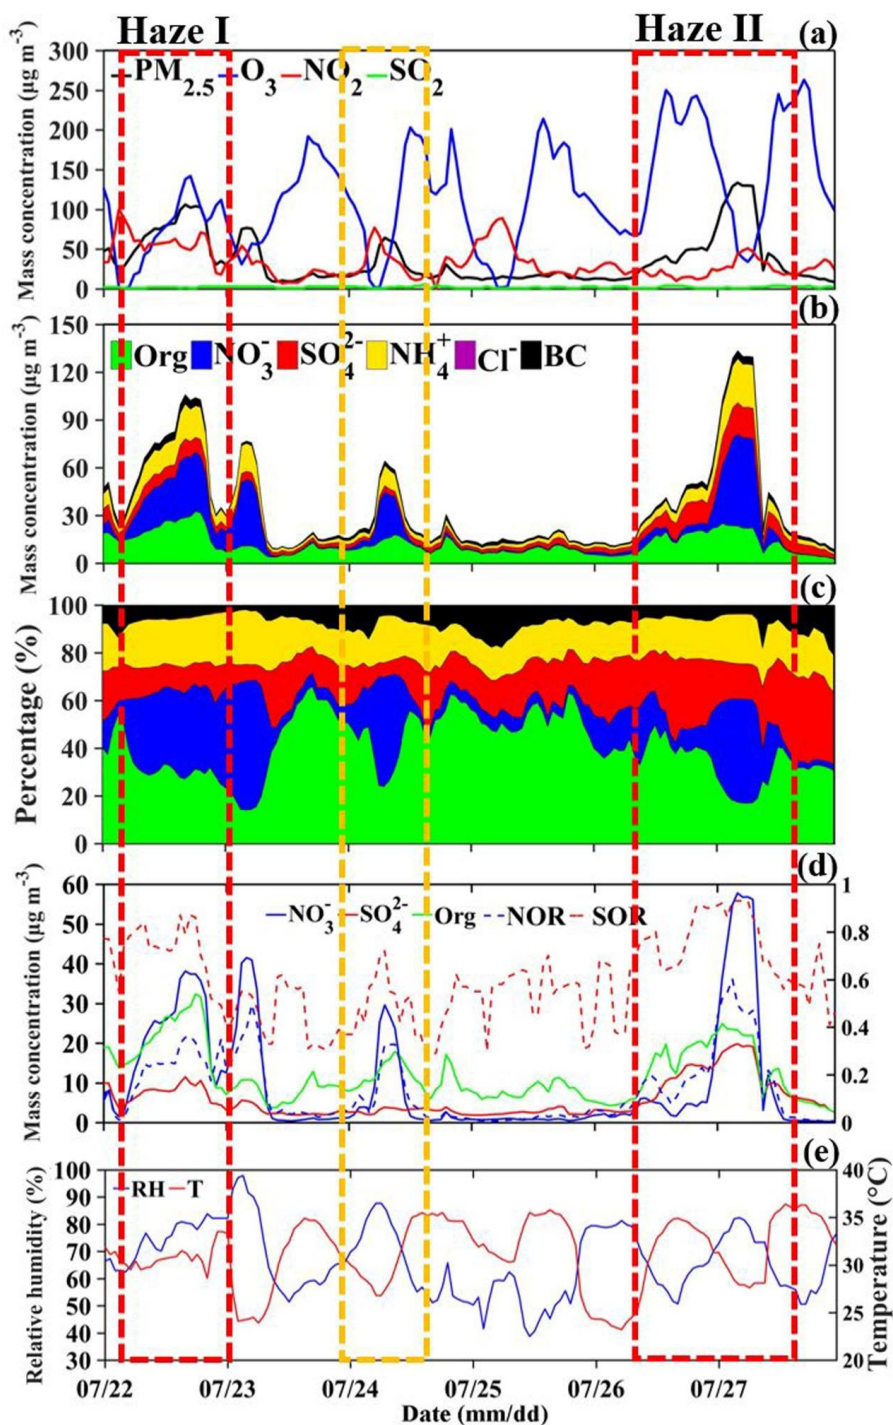 Haze I Haze II (a)
Mass concentration (μg m⁻³)
300
250
200
150
100
50
0
PM₂.₅ O₃ NO₂ SO₂
(b)
Mass concentration (μg m⁻³)
150
120
90
60
30
0
Org NO₃⁻ SO₄²⁻ NH₄⁺ Cl⁻ BC
(c)
Percentage (%)
100
80
60
40
20
0
(d)
Mass concentration (μg m⁻³)
60
50
40
30
20
10
0
NO₃⁻ SO₄²⁻ Org NOR SOR
1
0.8
0.6
0.4
0.2
0
(e)
Relative humidity (%)
100
90
80
70
60
50
40
30
RH T
40
35
30
25
20
Temperature (°C)
07/22 07/23 07/24 07/25 07/26 07/27
Date (mm/dd)